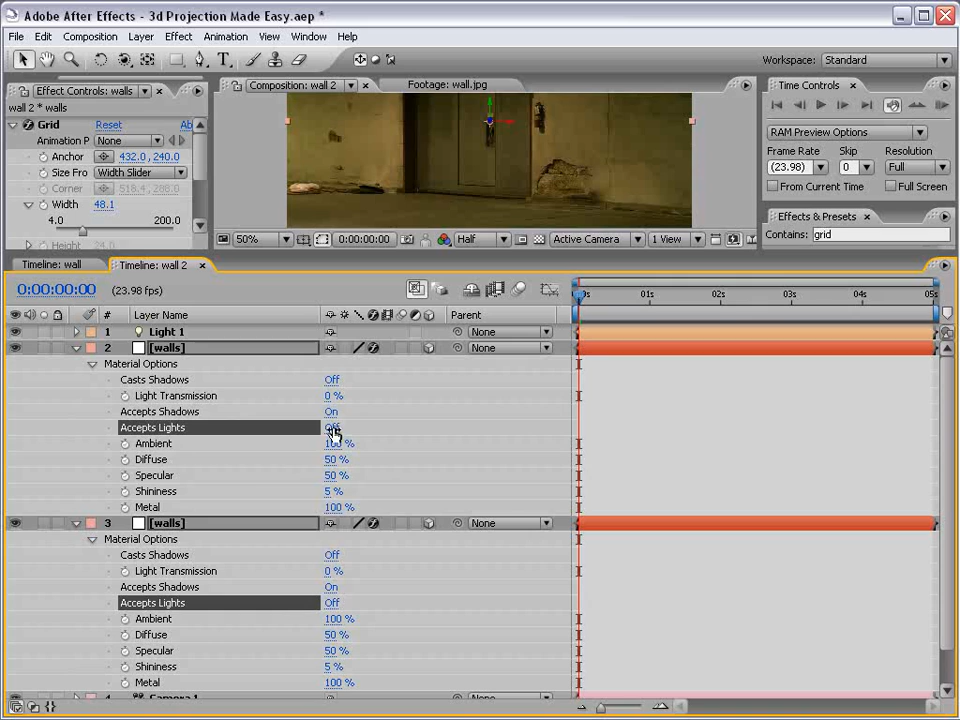 Adobe After Effects - 3d Projection Made Easy.aep *
File Edit Composition Layer Effect Animation View Window Help
Workspace: Standard
Effect Controls: walls
Composition: wall 2
Footage: wall.jpg
Time Controls
wall 2 * walls
Grid Reset Ab
Animation P None
Anchor 432.0, 240.0
Size Fro Width Slider
Corner 518.4, 288.0
Width 48.1
4.0 200.0
Height 24.0
RAM Preview Options
Frame Rate Skip Resolution
(23.98) 0 Full
From Current Time Full Screen
Effects & Presets
Contains: grid
50% 0:00:00:00 Half Active Camera 1 View
Timeline: wall Timeline: wall 2
0:00:00:00 (23.98 fps)
01s 02s 03s 04s 05s
# Layer Name Parent
1 Light 1 None
2 [walls] None
Material Options
Casts Shadows Off
Light Transmission 0 %
Accepts Shadows On
Accepts Lights Off
Ambient 100 %
Diffuse 50 %
Specular 50 %
Shininess 5 %
Metal 100 %
3 [walls] None
Material Options
Casts Shadows Off
Light Transmission 0 %
Accepts Shadows On
Accepts Lights Off
Ambient 100 %
Diffuse 50 %
Specular 50 %
Shininess 5 %
Metal 100 %
4 Camera 1